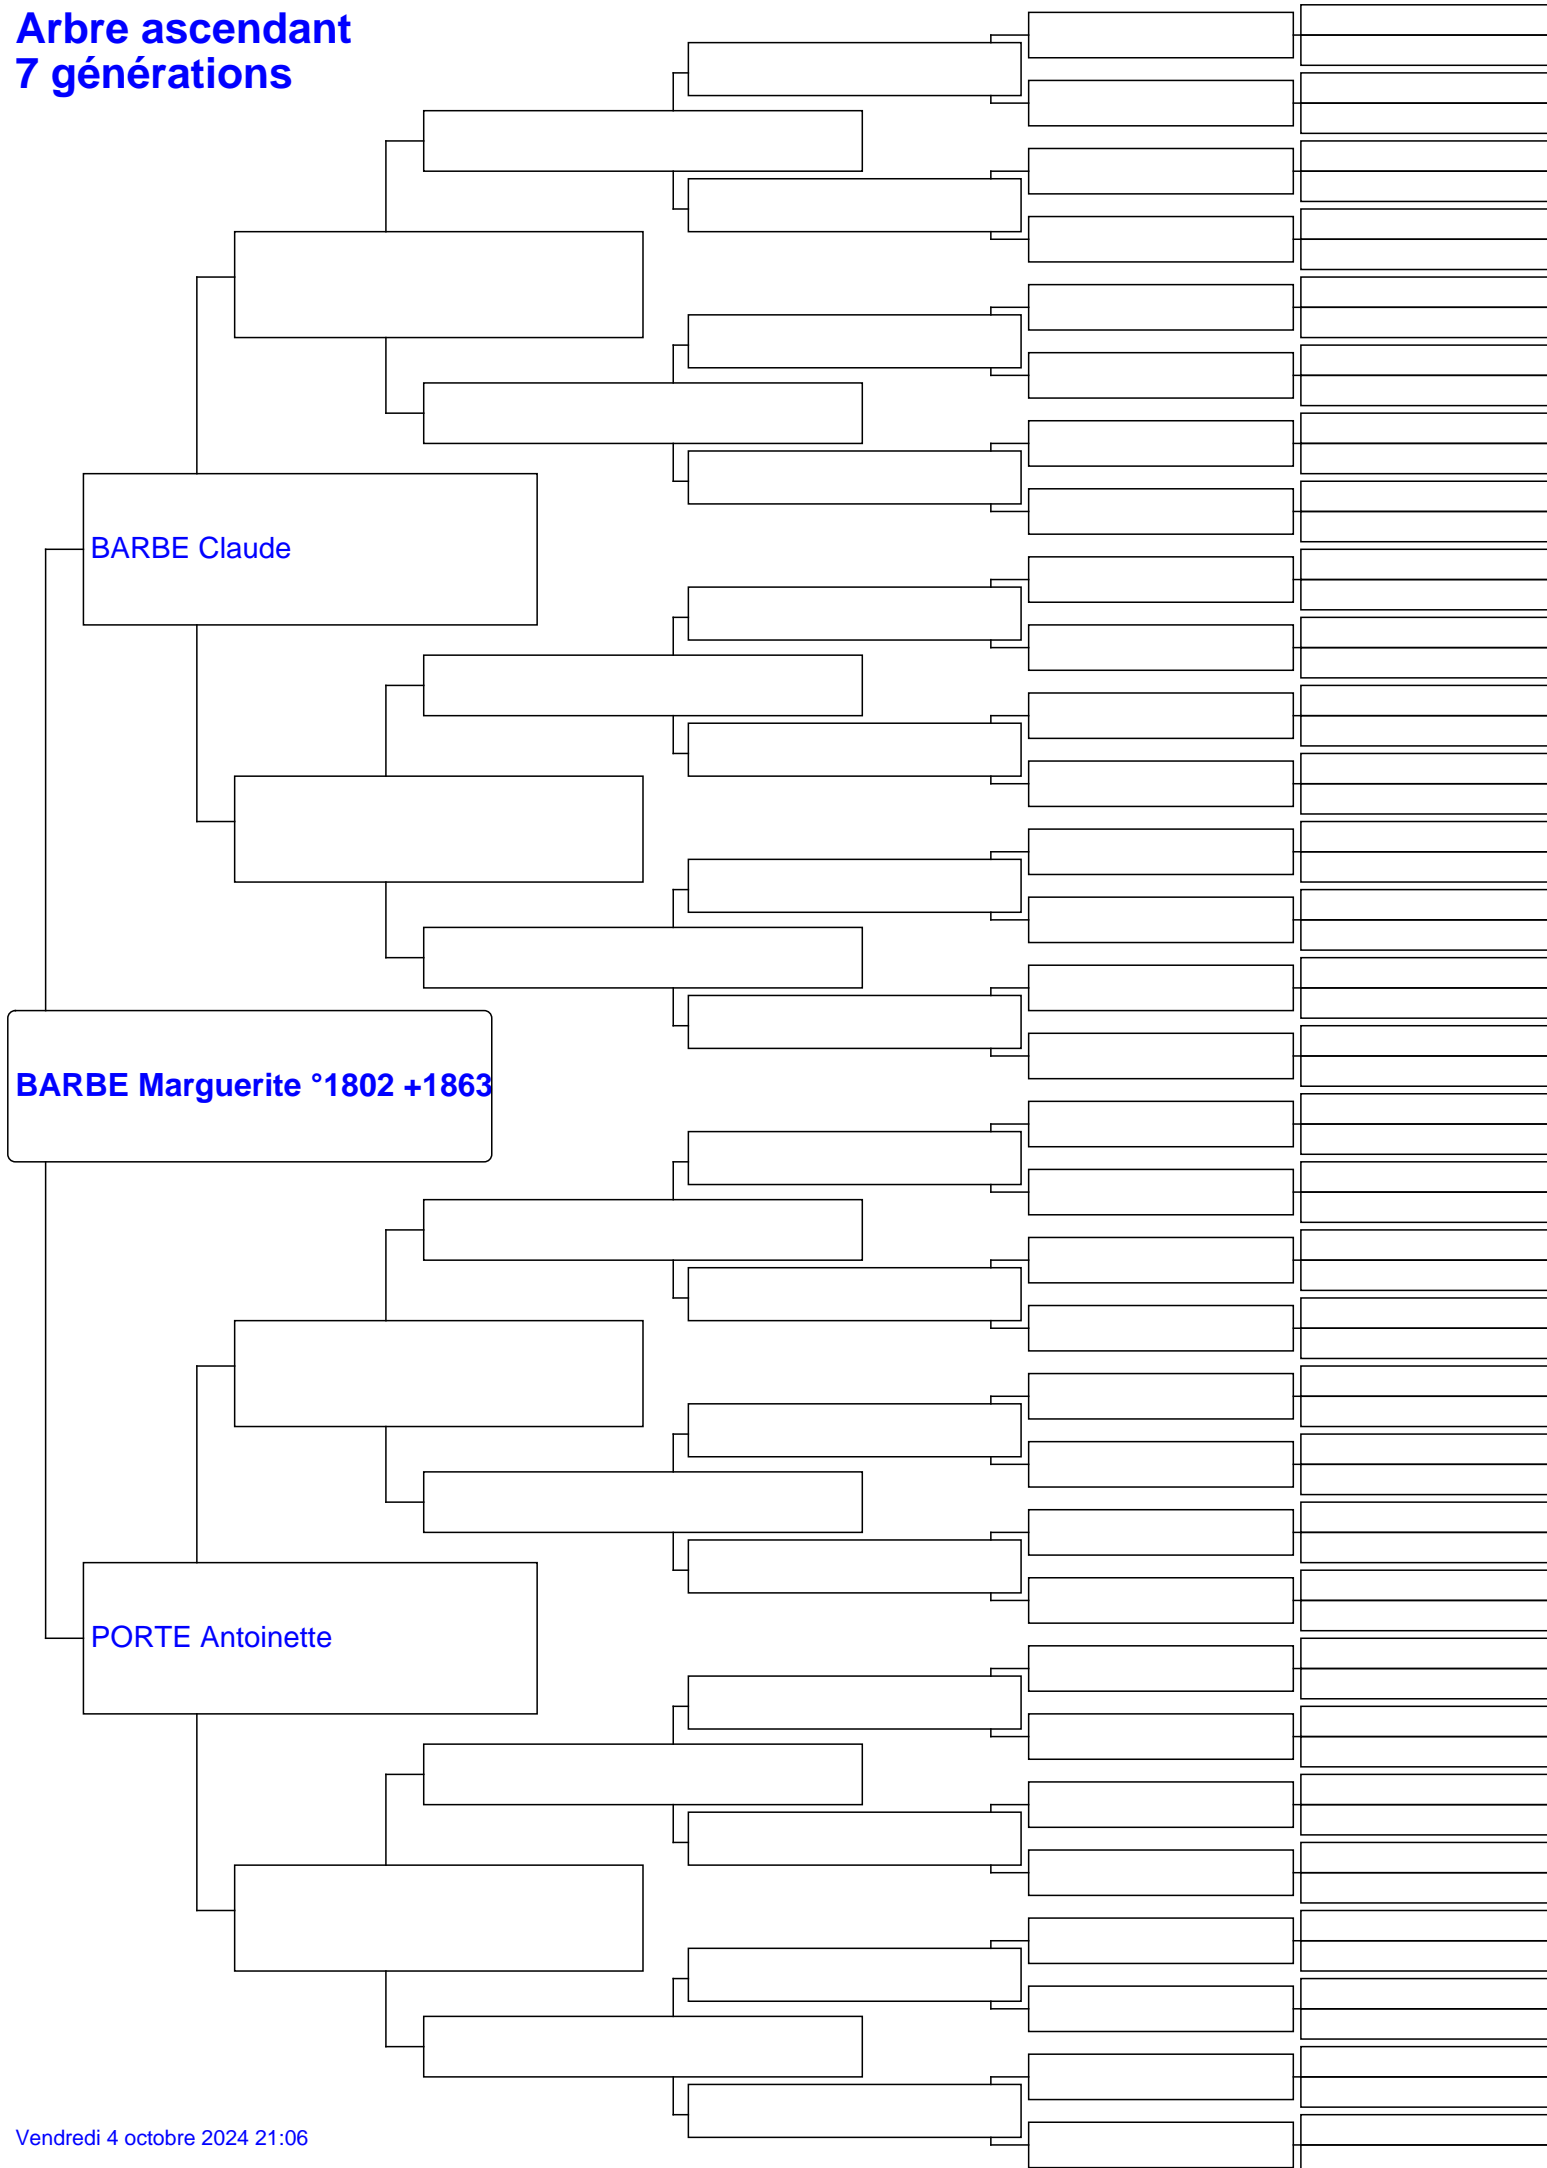 Arbre ascendant
7 générations
BARBE Claude
BARBE Marguerite °1802 +1863
PORTE Antoinette
Vendredi 4 octobre 2024 21:06